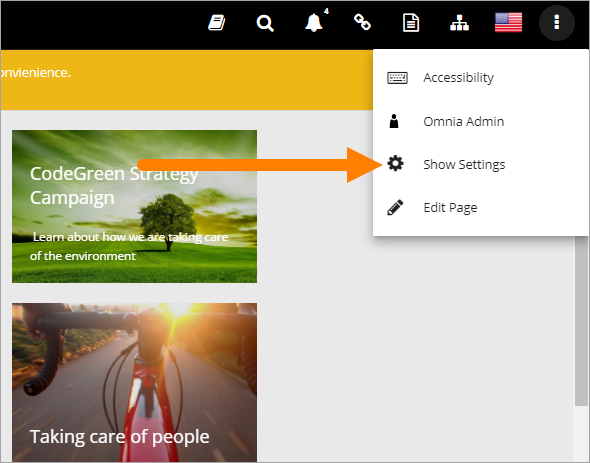 4
onvienience.
Accessibility
Omnia Admin
Show Settings
Edit Page
CodeGreen Strategy
Campaign
Learn about how we are taking care
of the environment
Taking care of people